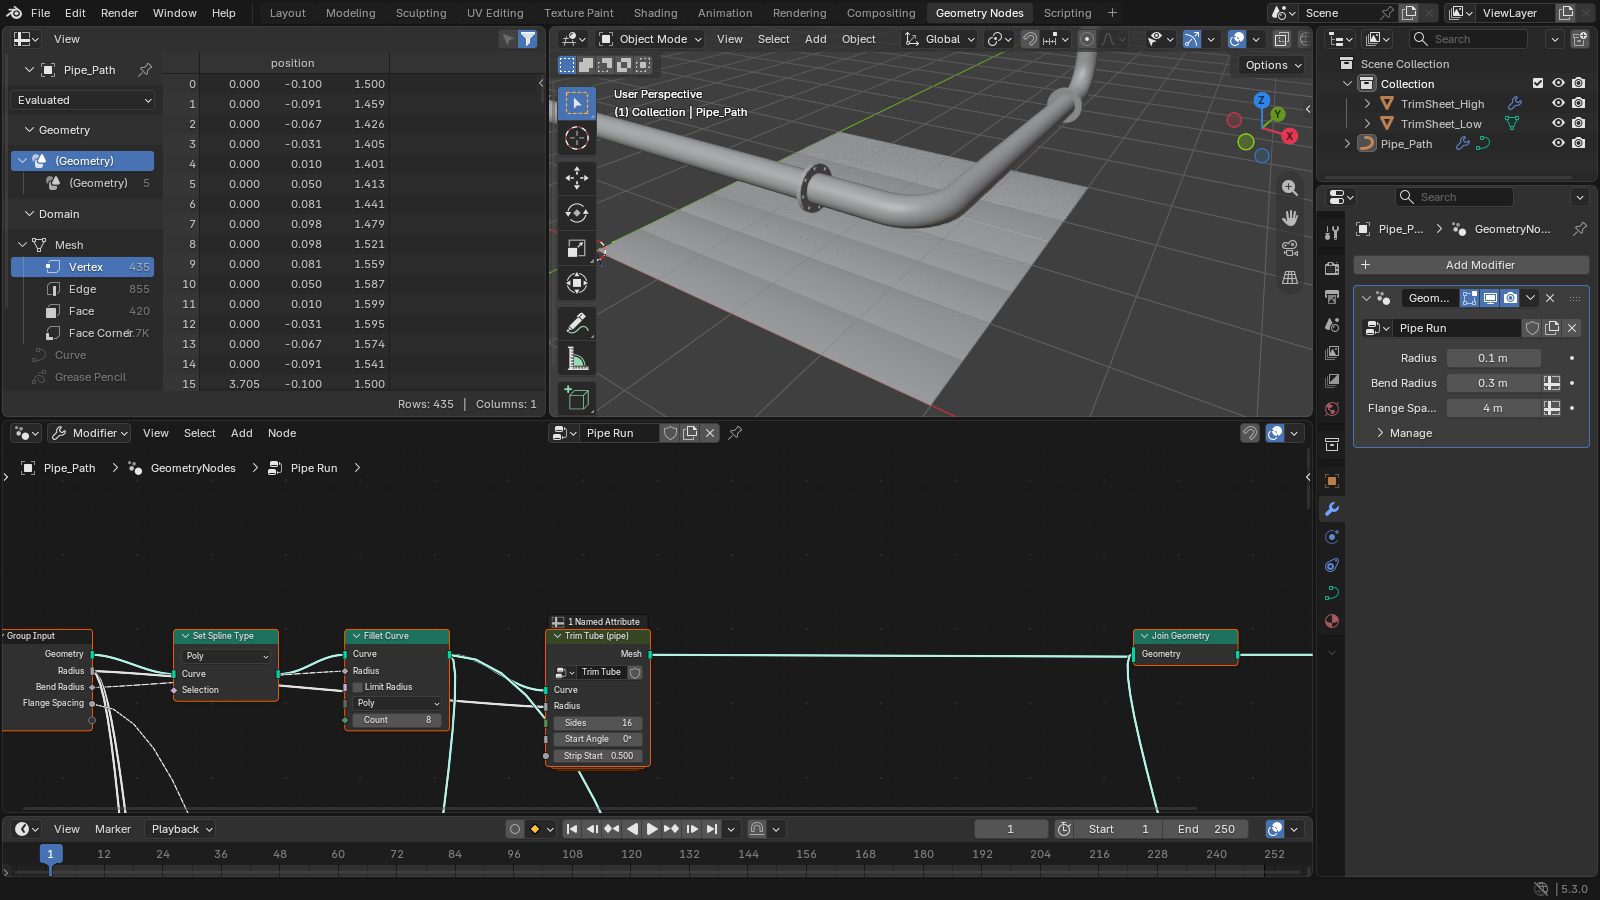 File Edit Render Window Help Layout Modeling Sculpting UV Editing Texture Paint Shading Animation Rendering Compositing Geometry Nodes Scripting + Scene ViewLayer
View
Pipe_Path
Evaluated
Geometry
(Geometry)
(Geometry) 5
Domain
Mesh
Vertex 435
Edge 855
Face 420
Face Corner
Curve
Grease Pencil
position
0 0.000 -0.100 1.500
1 0.000 -0.091 1.459
2 0.000 -0.067 1.426
3 0.000 -0.031 1.405
4 0.000 0.010 1.401
5 0.000 0.050 1.413
6 0.000 0.081 1.441
7 0.000 0.098 1.479
8 0.000 0.098 1.521
9 0.000 0.081 1.559
10 0.000 0.050 1.587
11 0.000 0.010 1.599
12 0.000 -0.031 1.595
13 0.000 -0.067 1.574
14 0.000 -0.091 1.541
15 3.705 -0.100 1.500
Rows: 435 | Columns: 1
Object Mode View Select Add Object Global
Options
User Perspective
(1) Collection | Pipe_Path
Z
Y
X
Search
Scene Collection
Collection
TrimSheet_High
TrimSheet_Low
Pipe_Path
Search
Pipe_P... GeometryNo...
+ Add Modifier
Geom...
Pipe Run
Radius 0.1 m
Bend Radius 0.3 m
Flange Spa... 4 m
Manage
Modifier View Select Add Node Pipe Run
Pipe_Path GeometryNodes Pipe Run
Group Input
Geometry
Radius
Bend Radius
Flange Spacing
Set Spline Type
Poly
Curve
Selection
Fillet Curve
Curve
Radius
Limit Radius
Poly
Count 8
1 Named Attribute
Trim Tube (pipe)
Mesh
Trim Tube
Curve
Radius
Sides 16
Start Angle 0°
Strip Start 0.500
Join Geometry
Geometry
View Marker Playback 1 Start 1 End 250
1 12 24 36 48 60 72 84 96 108 120 132 144 156 168 180 192 204 216 228 240 252
5.3.0